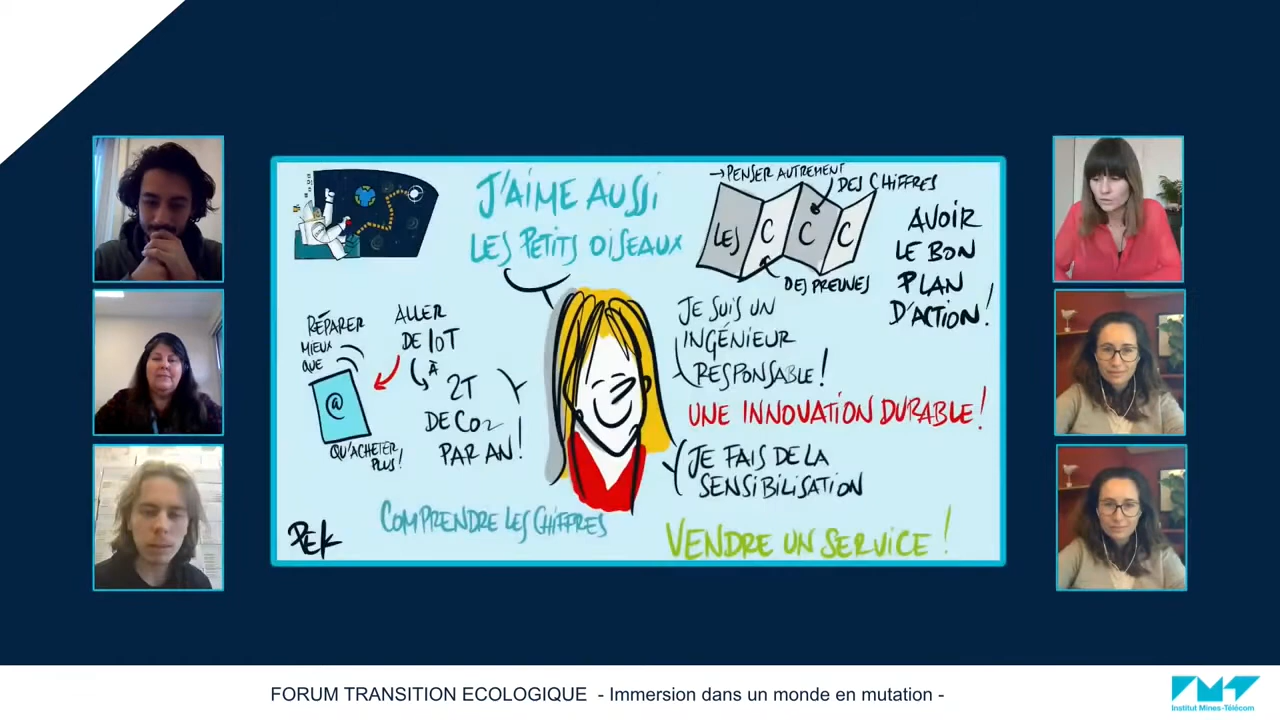 J'AIME AUSSI
LES PETITS OISEAUX
→PENSER AUTREMENT
DES CHIFFRES
LES C C C
DES PREUVES
AVOIR
LE BON
PLAN
D'ACTION!
RÉPARER
MIEUX
QUE
@
QU'ACHETER
PLUS!
ALLER
DE 10T
À
2T
DE CO2
PAR AN!
JE SUIS UN
INGÉNIEUR
RESPONSABLE!
UNE INNOVATION DURABLE!
JE FAIS DE LA
SENSIBILISATION
COMPRENDRE LES CHIFFRES
VENDRE UN SERVICE!
PEK
FORUM TRANSITION ECOLOGIQUE - Immersion dans un monde en mutation -
Institut Mines-Télécom